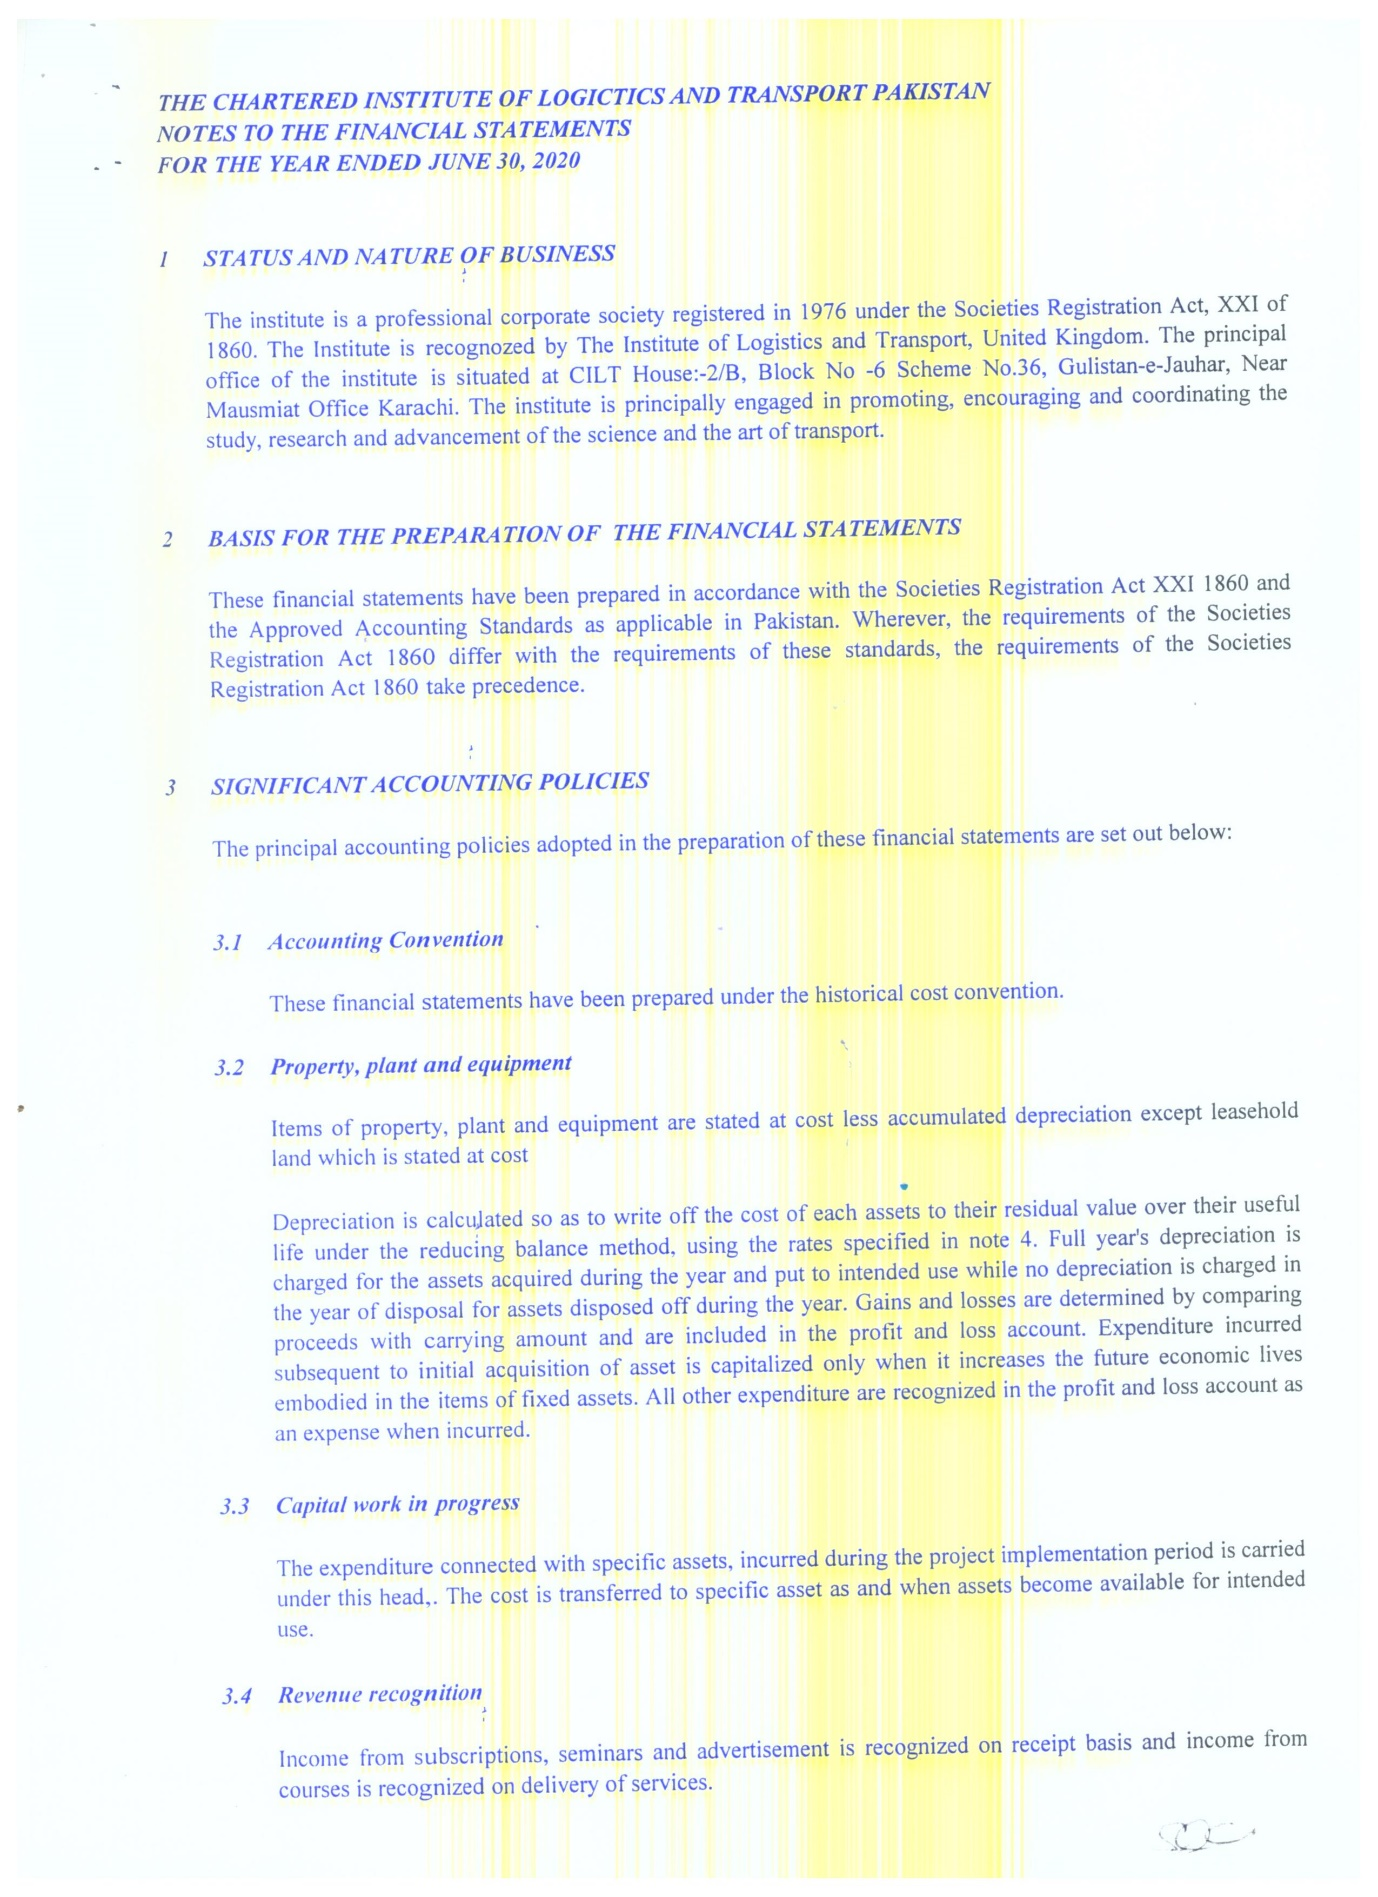 THE CHARTERED INSTITUTE OF LOGICTICS AND TRANSPORT PAKISTAN
NOTES TO THE FINANCIAL STATEMENTS
FOR THE YEAR ENDED JUNE 30, 2020
1 STATUS AND NATURE OF BUSINESS
The institute is a professional corporate society registered in 1976 under the Societies Registration Act, XXI of
1860. The Institute is recognozed by The Institute of Logistics and Transport, United Kingdom. The principal
office of the institute is situated at CILT House:-2/B, Block No -6 Scheme No.36, Gulistan-e-Jauhar, Near
Mausmiat Office Karachi. The institute is principally engaged in promoting, encouraging and coordinating the
study, research and advancement of the science and the art of transport.
2 BASIS FOR THE PREPARATION OF THE FINANCIAL STATEMENTS
These financial statements have been prepared in accordance with the Societies Registration Act XXI 1860 and
the Approved Accounting Standards as applicable in Pakistan. Wherever, the requirements of the Societies
Registration Act 1860 differ with the requirements of these standards, the requirements of the Societies
Registration Act 1860 take precedence.
3 SIGNIFICANT ACCOUNTING POLICIES
The principal accounting policies adopted in the preparation of these financial statements are set out below:
3.1 Accounting Convention
These financial statements have been prepared under the historical cost convention.
3.2 Property, plant and equipment
Items of property, plant and equipment are stated at cost less accumulated depreciation except leasehold
land which is stated at cost
Depreciation is calculated so as to write off the cost of each assets to their residual value over their useful
life under the reducing balance method, using the rates specified in note 4. Full year's depreciation is
charged for the assets acquired during the year and put to intended use while no depreciation is charged in
the year of disposal for assets disposed off during the year. Gains and losses are determined by comparing
proceeds with carrying amount and are included in the profit and loss account. Expenditure incurred
subsequent to initial acquisition of asset is capitalized only when it increases the future economic lives
embodied in the items of fixed assets. All other expenditure are recognized in the profit and loss account as
an expense when incurred.
3.3 Capital work in progress
The expenditure connected with specific assets, incurred during the project implementation period is carried
under this head,. The cost is transferred to specific asset as and when assets become available for intended
use.
3.4 Revenue recognition
Income from subscriptions, seminars and advertisement is recognized on receipt basis and income from
courses is recognized on delivery of services.